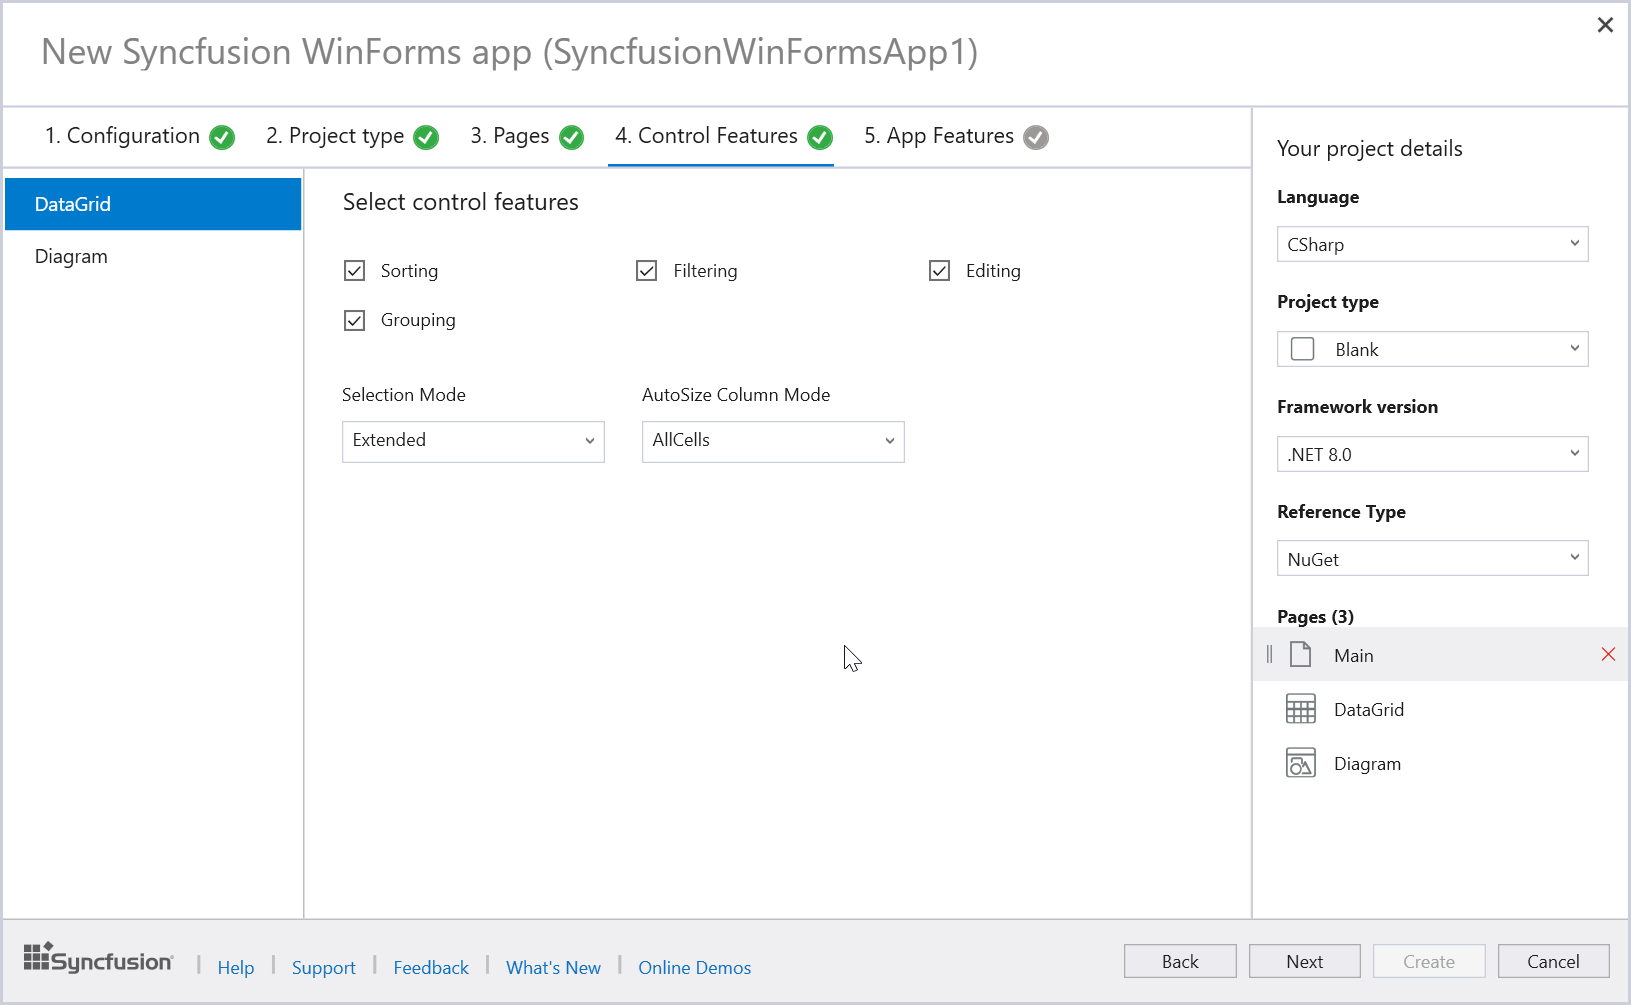 New Syncfusion WinForms app (SyncfusionWinFormsApp1)
1. Configuration 2. Project type 3. Pages 4. Control Features 5. App Features
DataGrid
Diagram
Select control features
Sorting Filtering Editing
Grouping
Selection Mode AutoSize Column Mode
Extended AllCells
Your project details
Language
CSharp
Project type
Blank
Framework version
.NET 8.0
Reference Type
NuGet
Pages (3)
Main
DataGrid
Diagram
Syncfusion | Help | Support | Feedback | What's New | Online Demos
Back Next Create Cancel